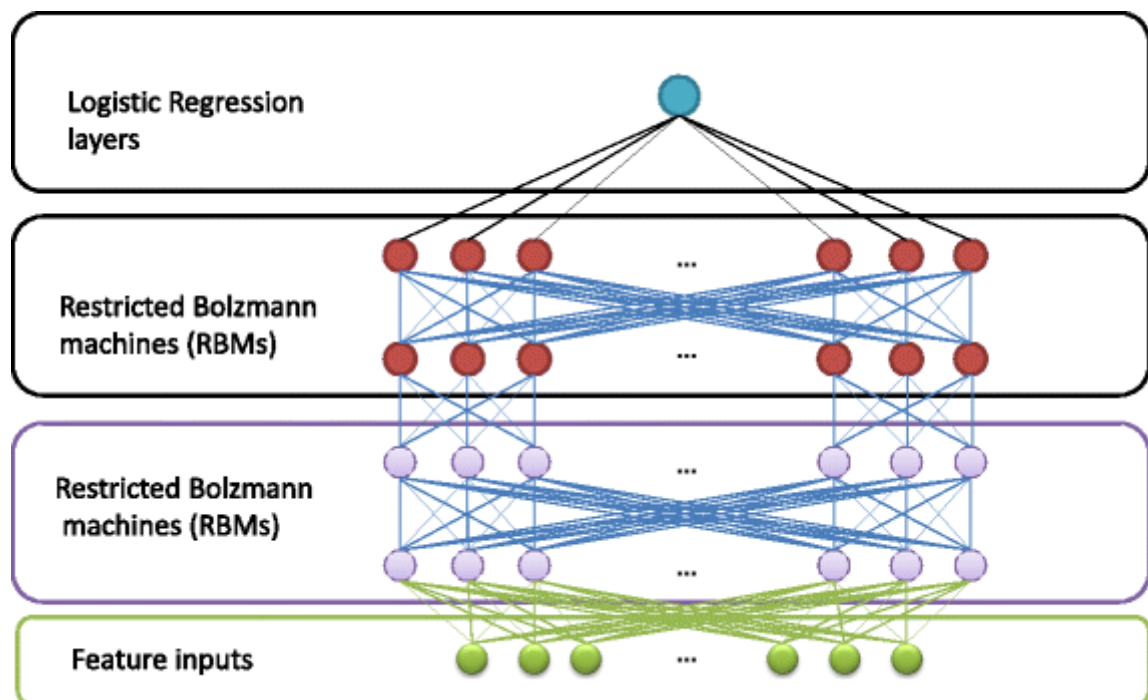 Logistic Regression
layers
...
Restricted Bolzmann
machines (RBMs)
...
...
Restricted Bolzmann
machines (RBMs)
...
Feature inputs
...